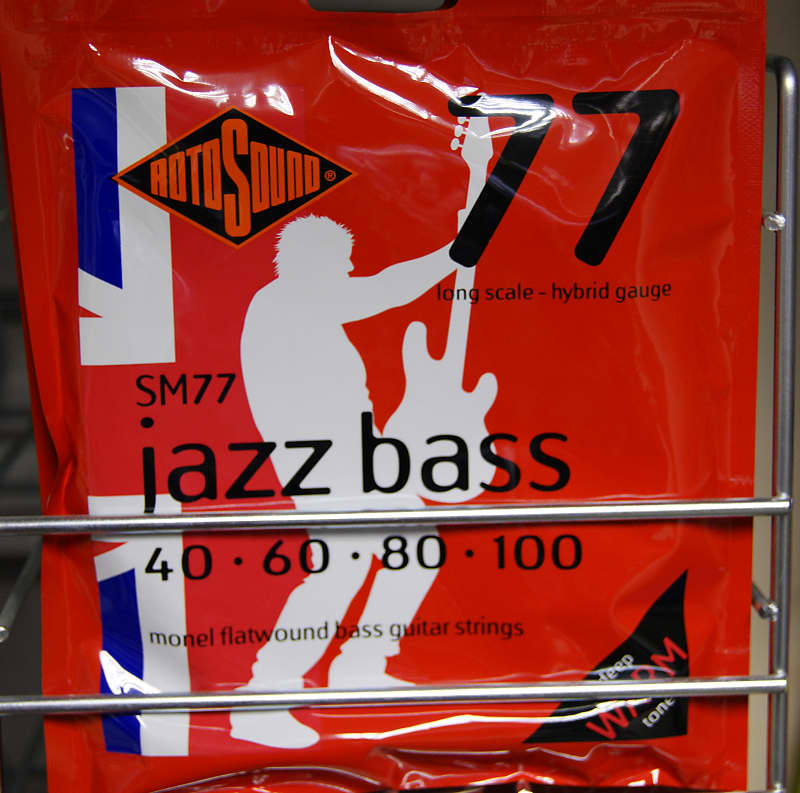 ROTOSOUND®
77
long scale - hybrid gauge
SM77
jazz bass
40 · 60 · 80 · 100
monel flatwound bass guitar strings
deep
WARM
tone